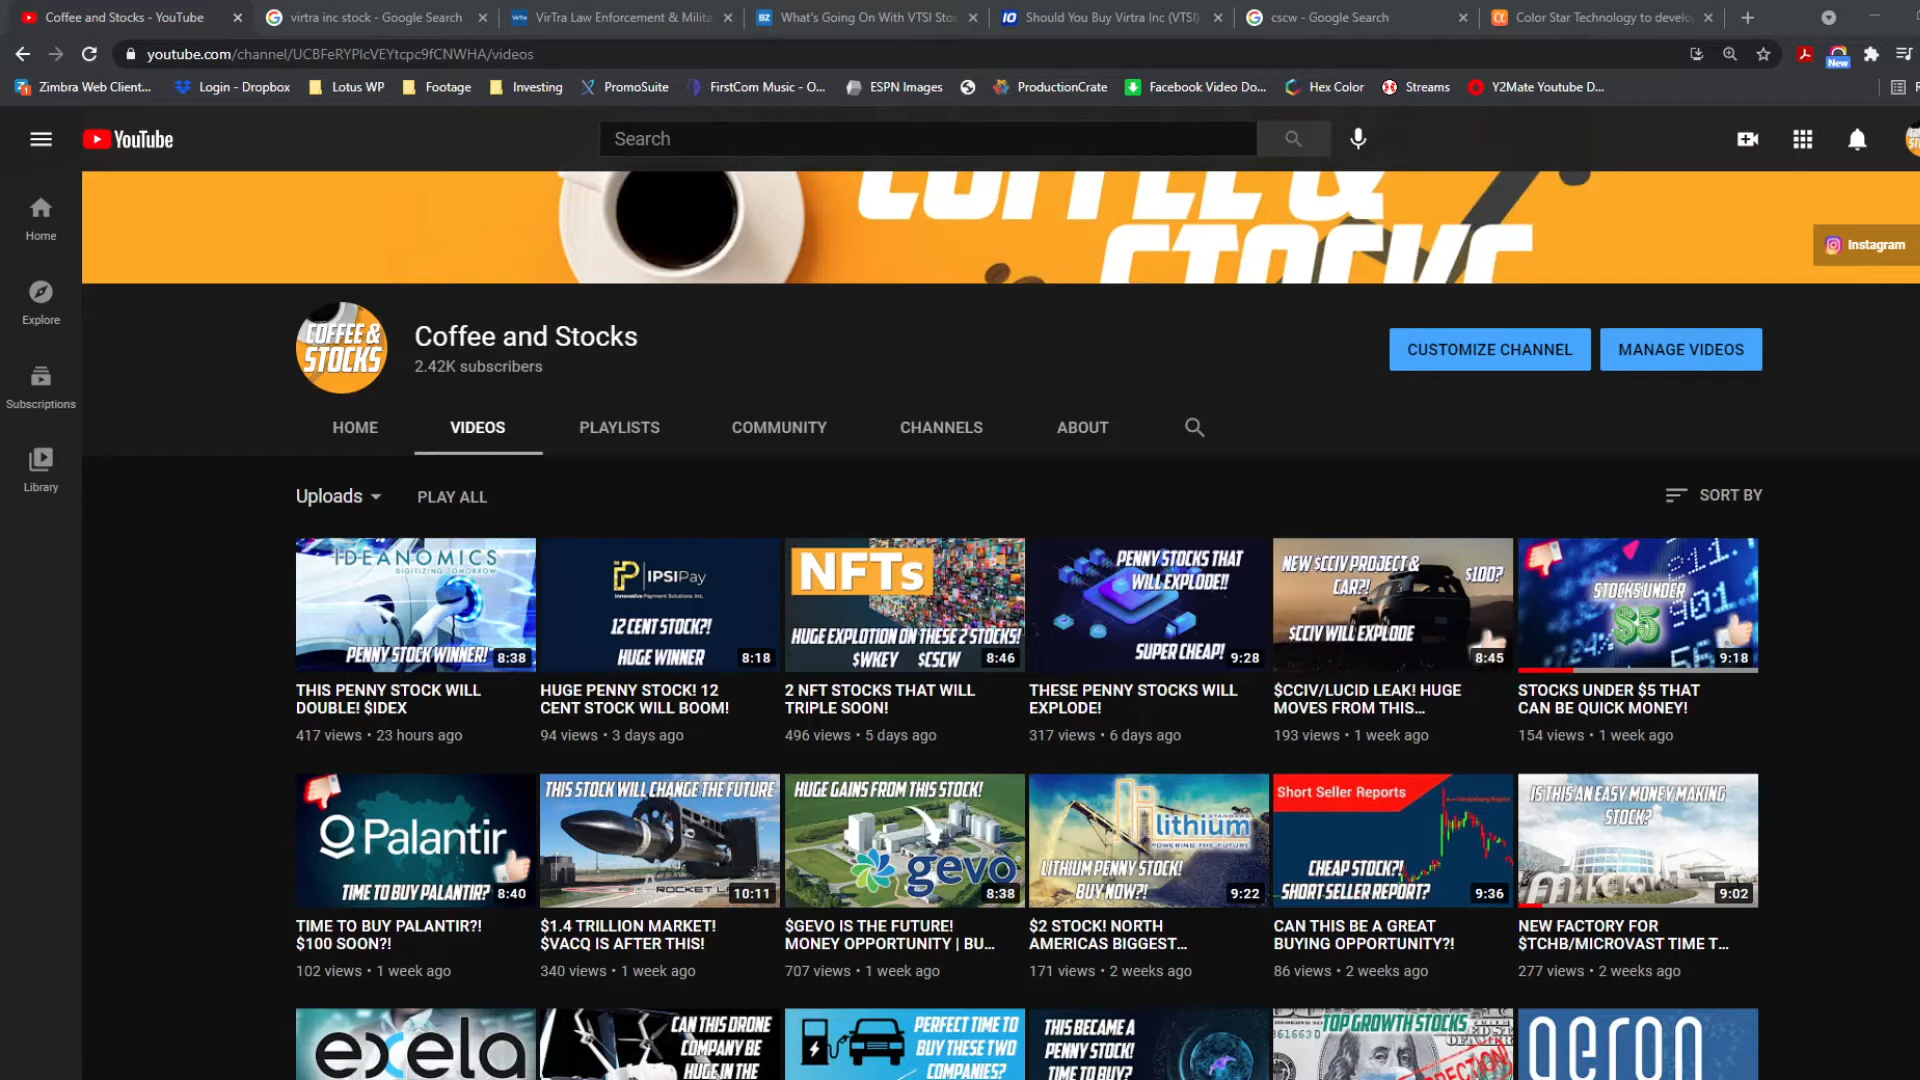 Coffee and Stocks - YouTube
virtra inc stock - Google Search
VirTra Law Enforcement & Milita
What's Going On With VTSI Stoc
Should You Buy Virtra Inc (VTSI)
cscw - Google Search
Color Star Technology to develo
youtube.com/channel/UCBFeRYPIcVEYtcpc9fCNWHA/videos
New
Zimbra Web Client...
Login - Dropbox
Lotus WP
Footage
Investing
PromoSuite
FirstCom Music - O...
ESPN Images
ProductionCrate
Facebook Video Do...
Hex Color
Streams
Y2Mate Youtube D...
YouTube
Search
COFFEE &
STOCKS
Instagram
Home
Explore
Subscriptions
Library
COFFEE &
STOCKS
Coffee and Stocks
2.42K subscribers
CUSTOMIZE CHANNEL
MANAGE VIDEOS
HOME
VIDEOS
PLAYLISTS
COMMUNITY
CHANNELS
ABOUT
Uploads
PLAY ALL
SORT BY
IDEANOMICS
DIGITIZING TOMORROW
PENNY STOCK WINNER!
8:38
THIS PENNY STOCK WILL
DOUBLE! $IDEX
417 views • 23 hours ago
IPSIPay
Innovative Payment Solutions, Inc.
12 CENT STOCK?!
HUGE WINNER
8:18
HUGE PENNY STOCK! 12
CENT STOCK WILL BOOM!
94 views • 3 days ago
NFTs
HUGE EXPLOTION ON THESE 2 STOCKS!
$WKEY $CSCW
8:46
2 NFT STOCKS THAT WILL
TRIPLE SOON!
496 views • 5 days ago
PENNY STOCKS THAT
WILL EXPLODE!!
SUPER CHEAP!
9:28
THESE PENNY STOCKS WILL
EXPLODE!
317 views • 6 days ago
NEW $CCIV PROJECT &
CAR?!
$100?
$CCIV WILL EXPLODE
8:45
$CCIV/LUCID LEAK! HUGE
MOVES FROM THIS...
193 views • 1 week ago
STOCKS UNDER
$5
9:18
STOCKS UNDER $5 THAT
CAN BE QUICK MONEY!
154 views • 1 week ago
Palantir
TIME TO BUY PALANTIR?
8:40
TIME TO BUY PALANTIR?!
$100 SOON?!
102 views • 1 week ago
THIS STOCK WILL CHANGE THE FUTURE
10:11
$1.4 TRILLION MARKET!
$VACQ IS AFTER THIS!
340 views • 1 week ago
HUGE GAINS FROM THIS STOCK!
gevo
8:38
$GEVO IS THE FUTURE!
MONEY OPPORTUNITY | BU...
707 views • 1 week ago
STANDARD
lithium
POWERING THE FUTURE
LITHIUM PENNY STOCK!
BUY NOW?!
9:22
$2 STOCK! NORTH
AMERICAS BIGGEST...
171 views • 2 weeks ago
Short Seller Reports
CHEAP STOCK?!
SHORT SELLER REPORT?
9:36
CAN THIS BE A GREAT
BUYING OPPORTUNITY?!
86 views • 2 weeks ago
IS THIS AN EASY MONEY MAKING
STOCK?
9:02
NEW FACTORY FOR
$TCHB/MICROVAST TIME T...
277 views • 2 weeks ago
exela
CAN THIS DRONE
COMPANY BE
HUGE IN THE
PERFECT TIME TO
BUY THESE TWO
COMPANIES?
THIS BECAME A
PENNY STOCK!
TIME TO BUY?
TOP GROWTH STOCKS